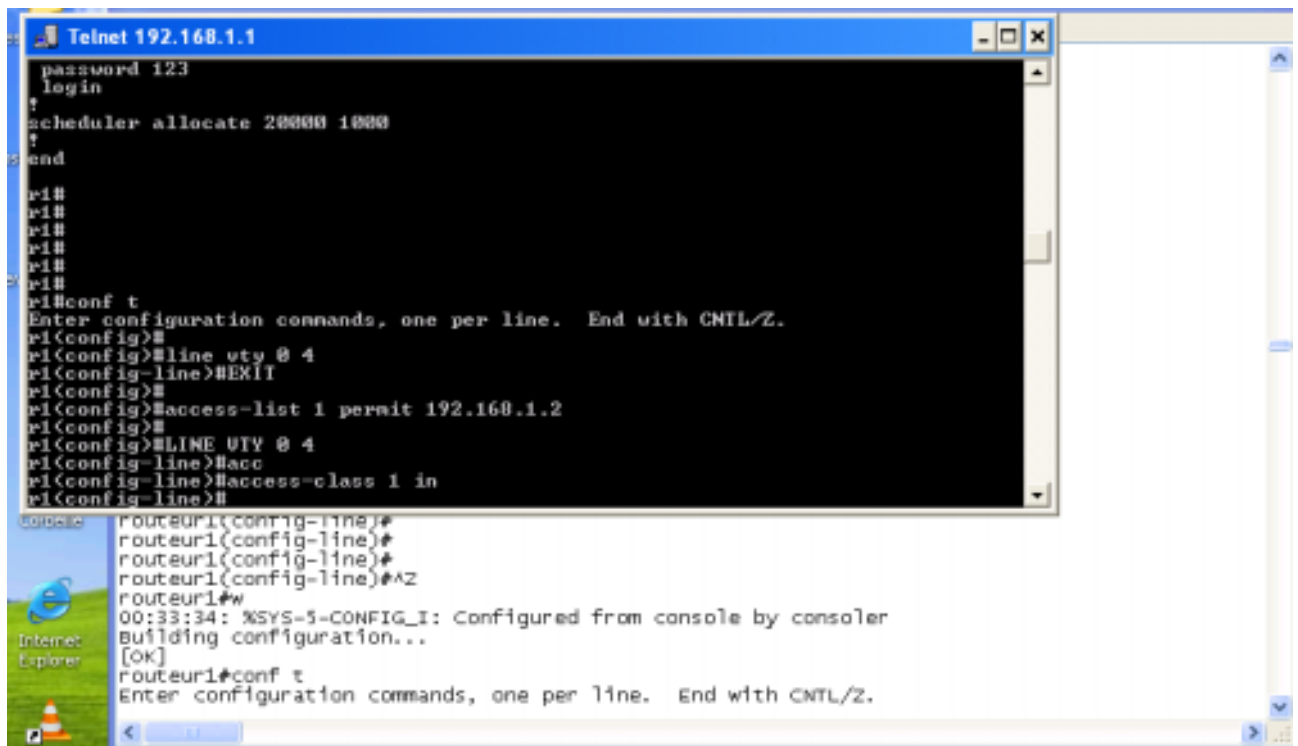 Telnet 192.168.1.1
password 123
login
!
scheduler allocate 20000 1000
!
end
r1#
r1#
r1#
r1#
r1#
r1#
r1#conf t
Enter configuration commands, one per line. End with CNTL/Z.
r1(config)#
r1(config)#line vty 0 4
r1(config-line)#EXIT
r1(config)#
r1(config)#access-list 1 permit 192.168.1.2
r1(config)#
r1(config)#LINE VTY 0 4
r1(config-line)#acc
r1(config-line)#access-class 1 in
r1(config-line)#
Corbeille
routeur1(config-line)#
routeur1(config-line)#
routeur1(config-line)#
routeur1(config-line)#^Z
routeur1#w
00:33:34: %SYS-5-CONFIG_I: Configured from console by consoler
Building configuration...
[OK]
routeur1#conf t
Enter configuration commands, one per line. End with CNTL/Z.
Internet
Explorer